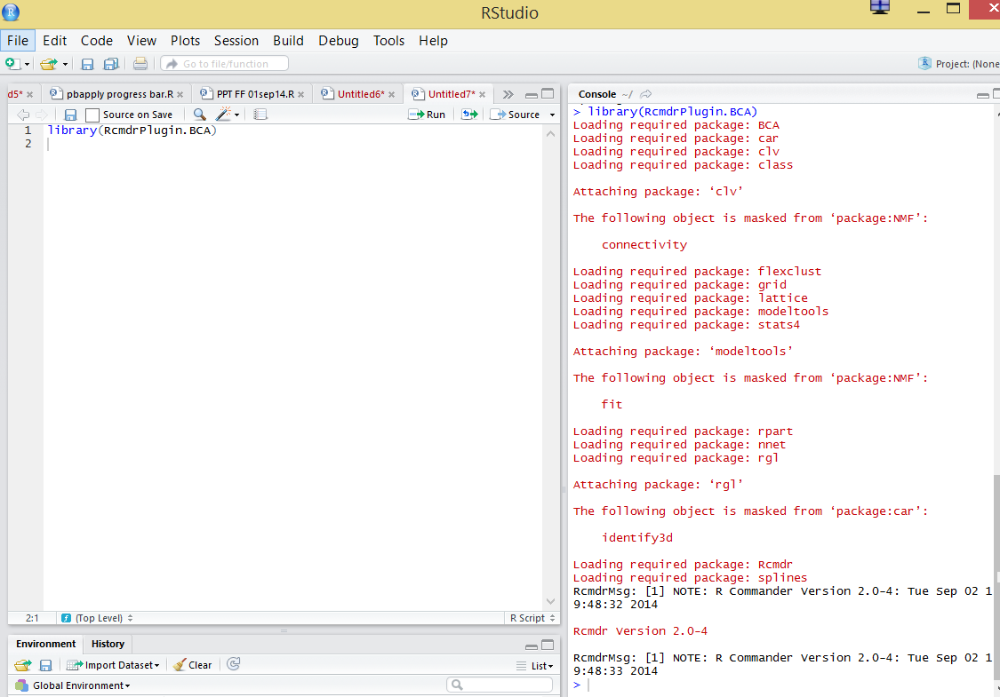 RStudio
File Edit Code View Plots Session Build Debug Tools Help
Go to file/function
Project: (None
d5* pbapply progress bar.R PPT FF 01sep14.R Untitled6* Untitled7*
Source on Save Run Source
1 library(RcmdrPlugin.BCA)
2
2:1 (Top Level) R Script
Environment History
Import Dataset Clear List
Global Environment
Console ~/
> library(RcmdrPlugin.BCA)
Loading required package: BCA
Loading required package: car
Loading required package: clv
Loading required package: class
Attaching package: ‘clv’
The following object is masked from ‘package:NMF’:
connectivity
Loading required package: flexclust
Loading required package: grid
Loading required package: lattice
Loading required package: modeltools
Loading required package: stats4
Attaching package: ‘modeltools’
The following object is masked from ‘package:NMF’:
fit
Loading required package: rpart
Loading required package: nnet
Loading required package: rgl
Attaching package: ‘rgl’
The following object is masked from ‘package:car’:
identify3d
Loading required package: Rcmdr
Loading required package: splines
RcmdrMsg: [1] NOTE: R Commander Version 2.0-4: Tue Sep 02 1
9:48:32 2014
Rcmdr Version 2.0-4
RcmdrMsg: [1] NOTE: R Commander Version 2.0-4: Tue Sep 02 1
9:48:33 2014
>